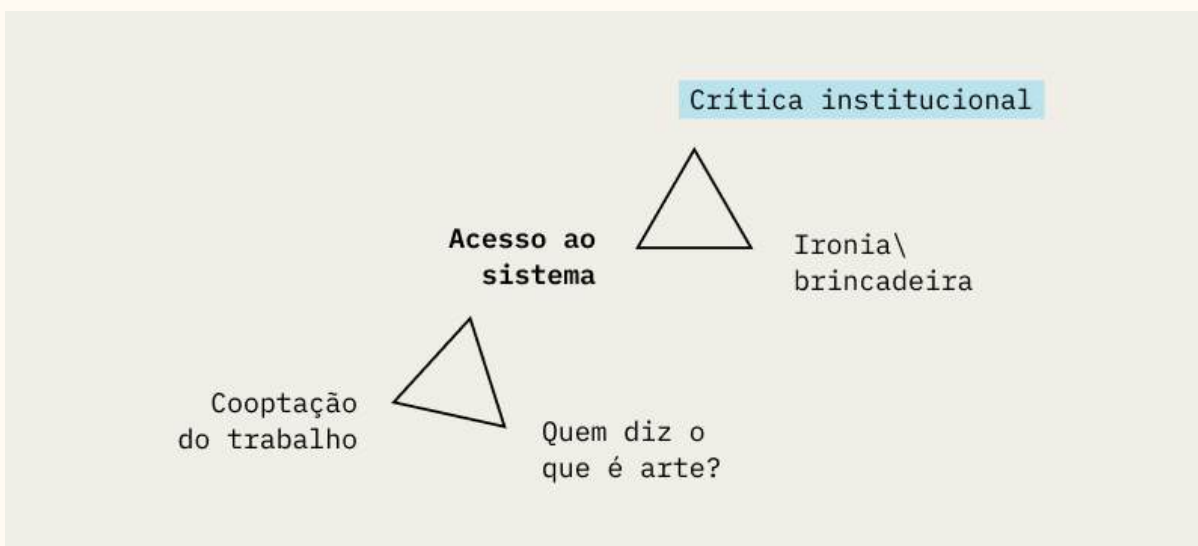 Crítica institucional
Acesso ao
sistema
Ironia\
brincadeira
Cooptação
do trabalho
Quem diz o
que é arte?